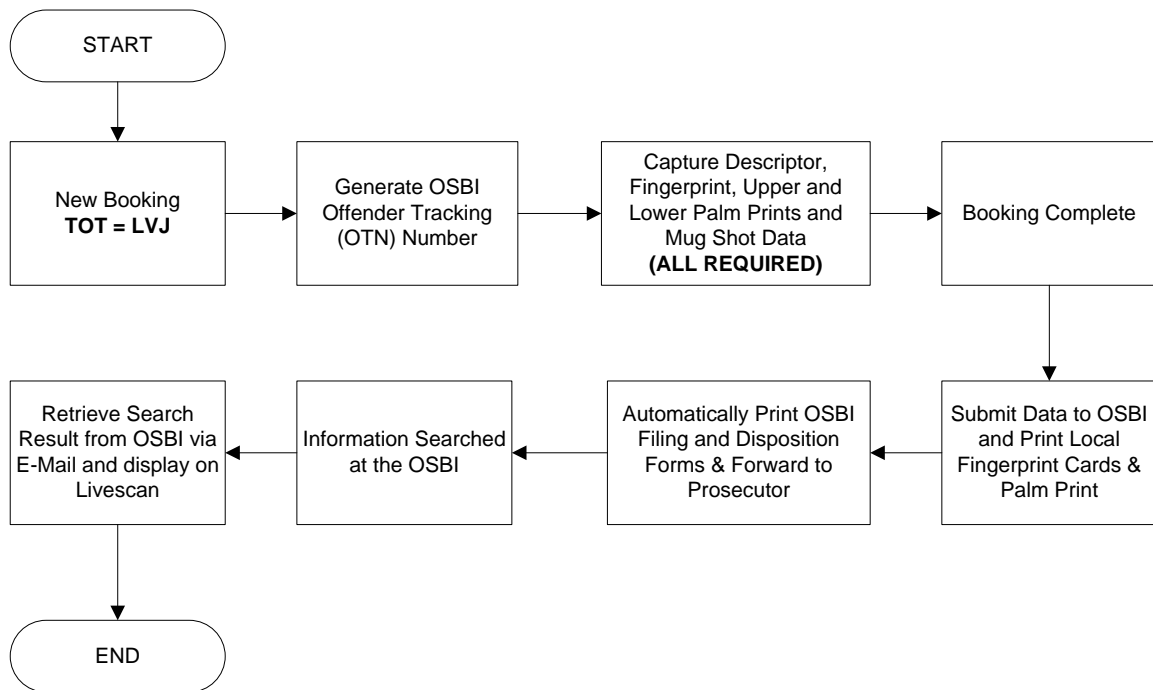 START
New Booking
TOT = LVJ
Generate OSBI
Offender Tracking
(OTN) Number
Capture Descriptor,
Fingerprint, Upper and
Lower Palm Prints and
Mug Shot Data
(ALL REQUIRED)
Booking Complete
Submit Data to OSBI
and Print Local
Fingerprint Cards &
Palm Print
Automatically Print OSBI
Filing and Disposition
Forms & Forward to
Prosecutor
Information Searched
at the OSBI
Retrieve Search
Result from OSBI via
E-Mail and display on
Livescan
END